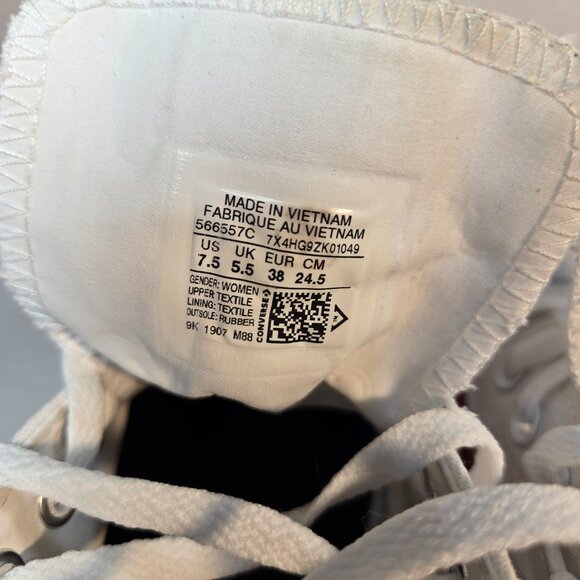 MADE IN VIETNAM
FABRIQUE AU VIETNAM
566557C 7X4HG9ZK01049
US UK EUR CM
7.5 5.5 38 24.5
GENDER: WOMEN
UPPER: TEXTILE
LINING: TEXTILE
OUTSOLE: RUBBER
9K 1907 M88
CONVERSE